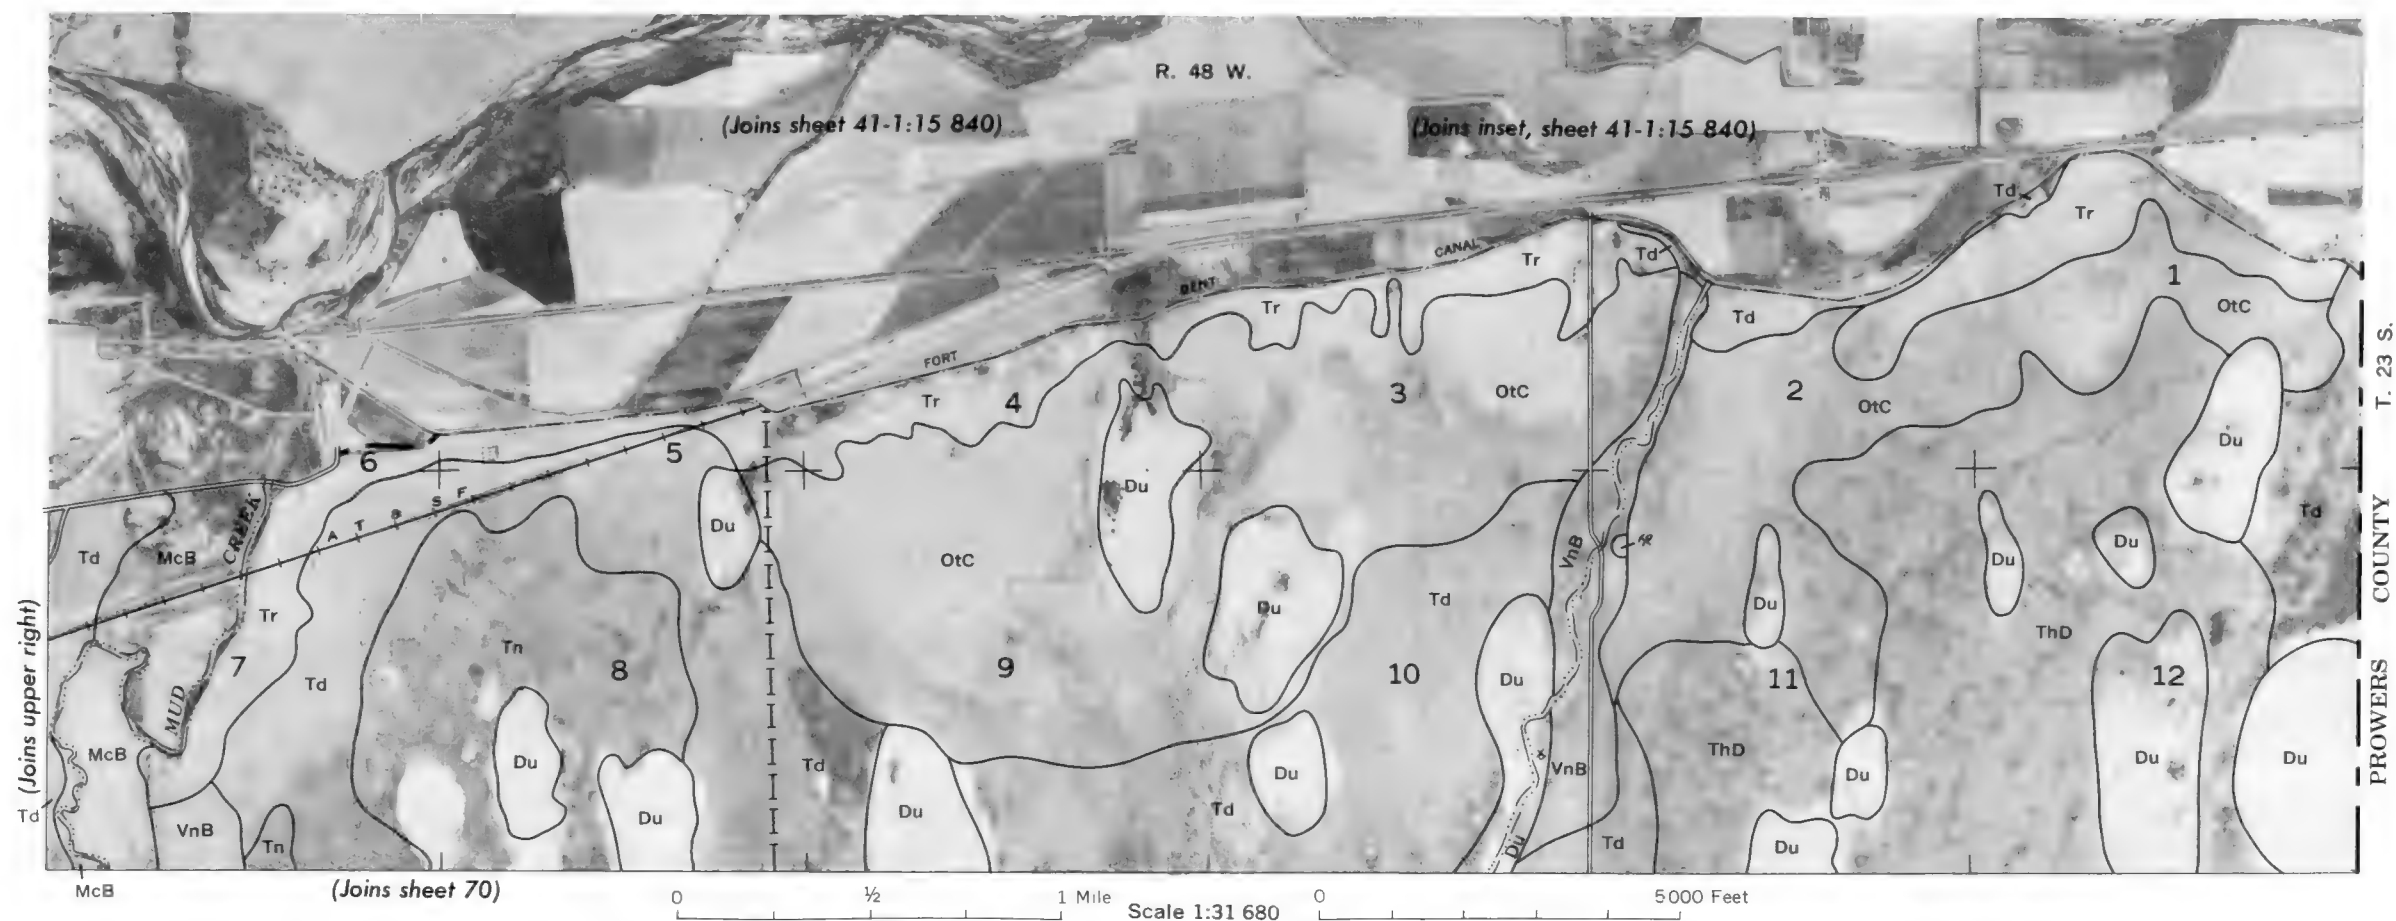 R. 48 W.
(Joins sheet 41-1:15 840)
(Joins inset, sheet 41-1:15 840)
Td
Tr
Td
Tr
CANAL
BENT
FORT
1
OtC
Tr
Td
T. 23 S.
Tr
4
3
OtC
2
OtC
Du
6
5
Du
Du
Td
A T & S F
CREEK
Td
McB
OtC
VnB
Du
Du
COUNTY
Tr
Du
Td
Du
ThD
(Joins upper right)
7
Tn
8
9
10
11
12
Td
Du
MUD
PROWERS
McB
Du
Td
Du
VnB
ThD
Du
Du
Du
Td
VnB
Tn
Du
Du
Td
Du
Td
Du
McB
(Joins sheet 70)
0 ½ 1 Mile
Scale 1:31 680
0 5000 Feet